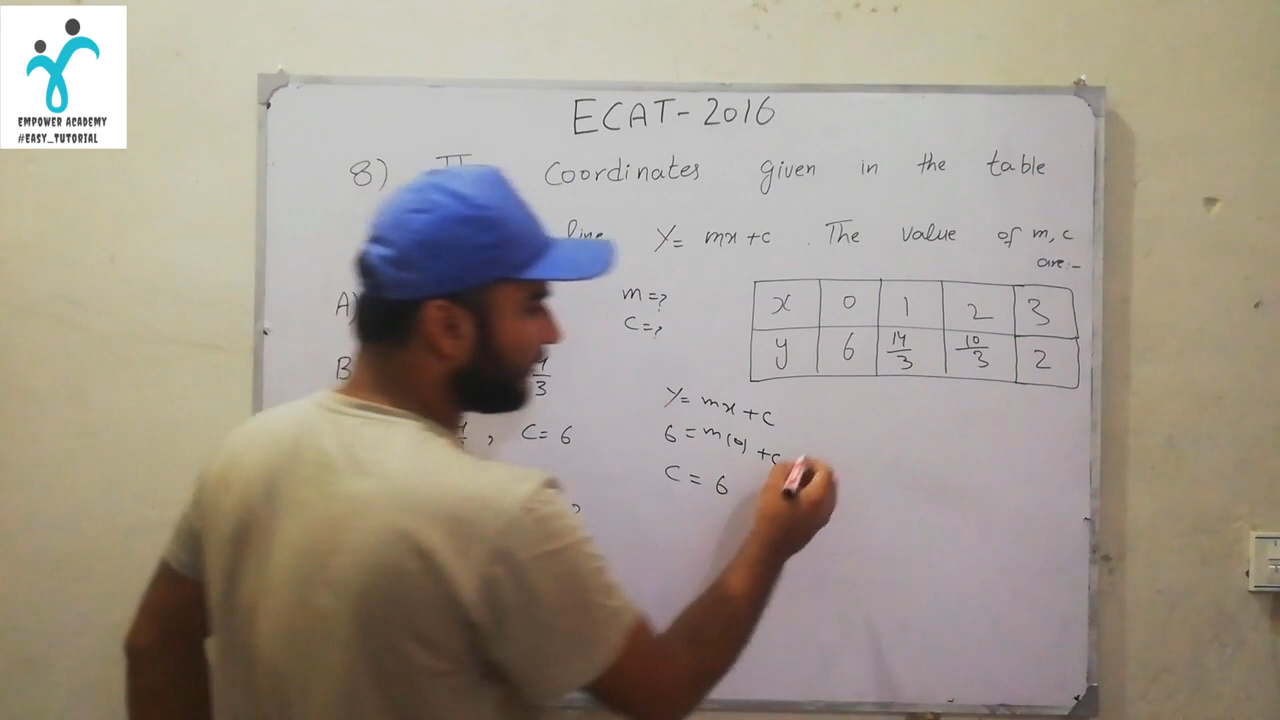 EMPOWER ACADEMY
#EASY_TUTORIAL
ECAT-2016
8) coordinates given in the table
line Y= mx+c . The value of m, c
are:-
A) m=?
c=?
x 0 1 2 3
y 6 14/3 10/3 2
B
3
Y= mx+c
, C= 6
6 = m(0) +c
C = 6